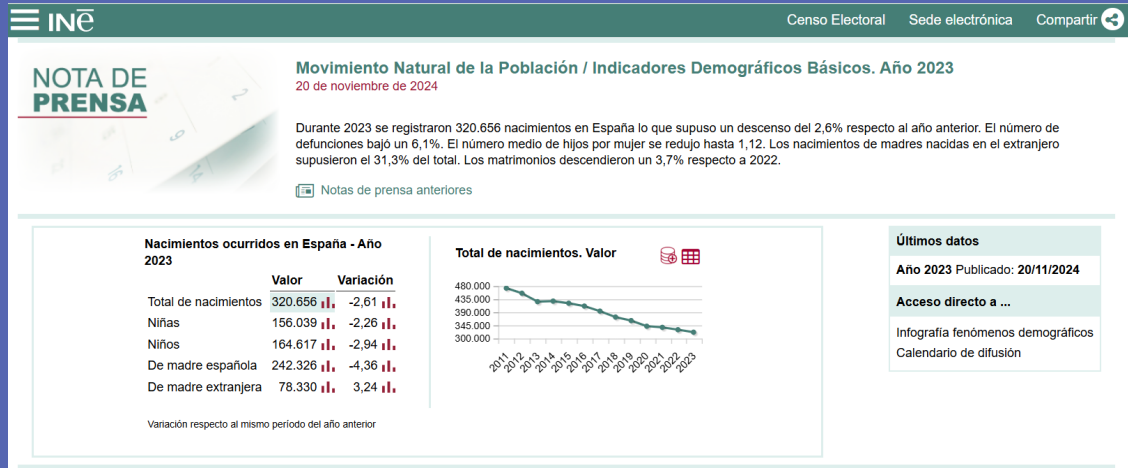 INē
Censo Electoral Sede electrónica Compartir
NOTA DE
PRENSA
Movimiento Natural de la Población / Indicadores Demográficos Básicos. Año 2023
20 de noviembre de 2024
Durante 2023 se registraron 320.656 nacimientos en España lo que supuso un descenso del 2,6% respecto al año anterior. El número de
defunciones bajó un 6,1%. El número medio de hijos por mujer se redujo hasta 1,12. Los nacimientos de madres nacidas en el extranjero
supusieron el 31,3% del total. Los matrimonios descendieron un 3,7% respecto a 2022.
Notas de prensa anteriores
Nacimientos ocurridos en España - Año
2023
Valor Variación
Total de nacimientos 320.656 -2,61
Niñas 156.039 -2,26
Niños 164.617 -2,94
De madre española 242.326 -4,36
De madre extranjera 78.330 3,24
Variación respecto al mismo período del año anterior
Total de nacimientos. Valor
480.000
435.000
390.000
345.000
300.000
2011 2012 2013 2014 2015 2016 2017 2018 2019 2020 2021 2022 2023
Últimos datos
Año 2023 Publicado: 20/11/2024
Acceso directo a ...
Infografía fenómenos demográficos
Calendario de difusión